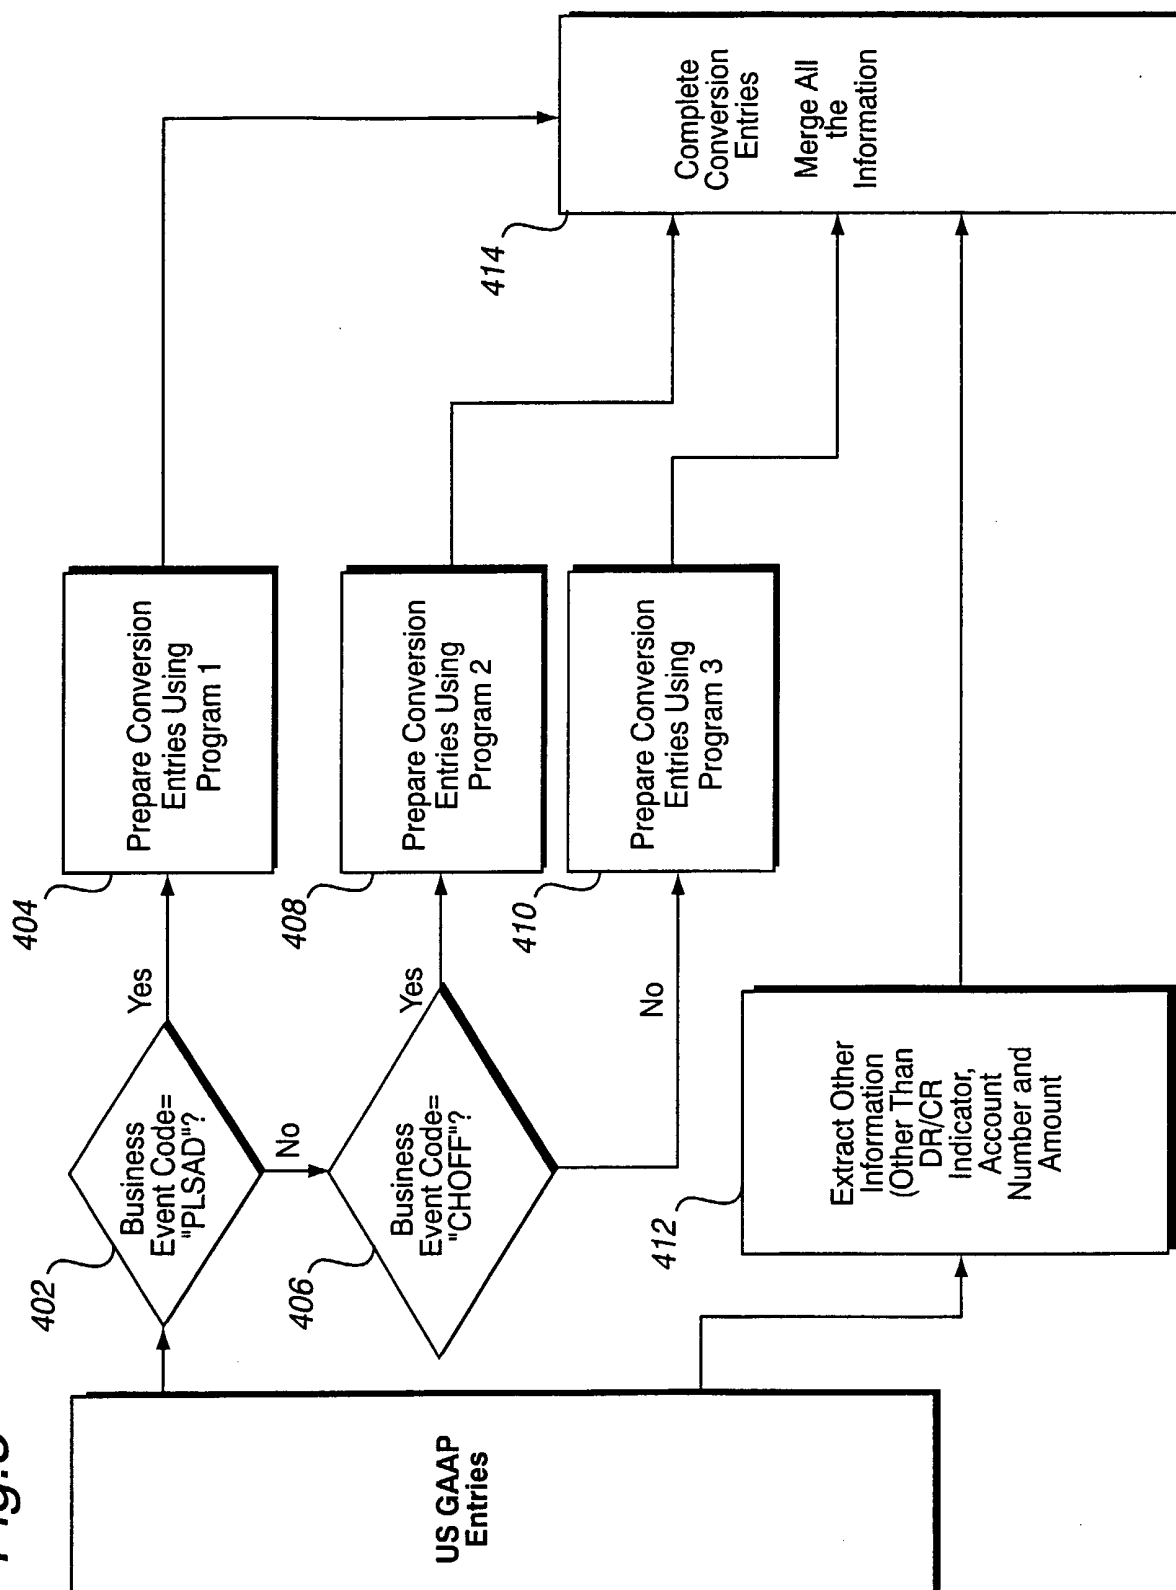 US GAAP
Entries
402
Business
Event Code=
"PLSAD"?
Yes
No
404
Prepare Conversion
Entries Using
Program 1
406
Business
Event Code=
"CHOFF"?
Yes
No
408
Prepare Conversion
Entries Using
Program 2
410
Prepare Conversion
Entries Using
Program 3
412
Extract Other
Information
(Other Than
DR/CR
Indicator,
Account
Number and
Amount
414
Complete
Conversion
Entries
Merge All
the
Information